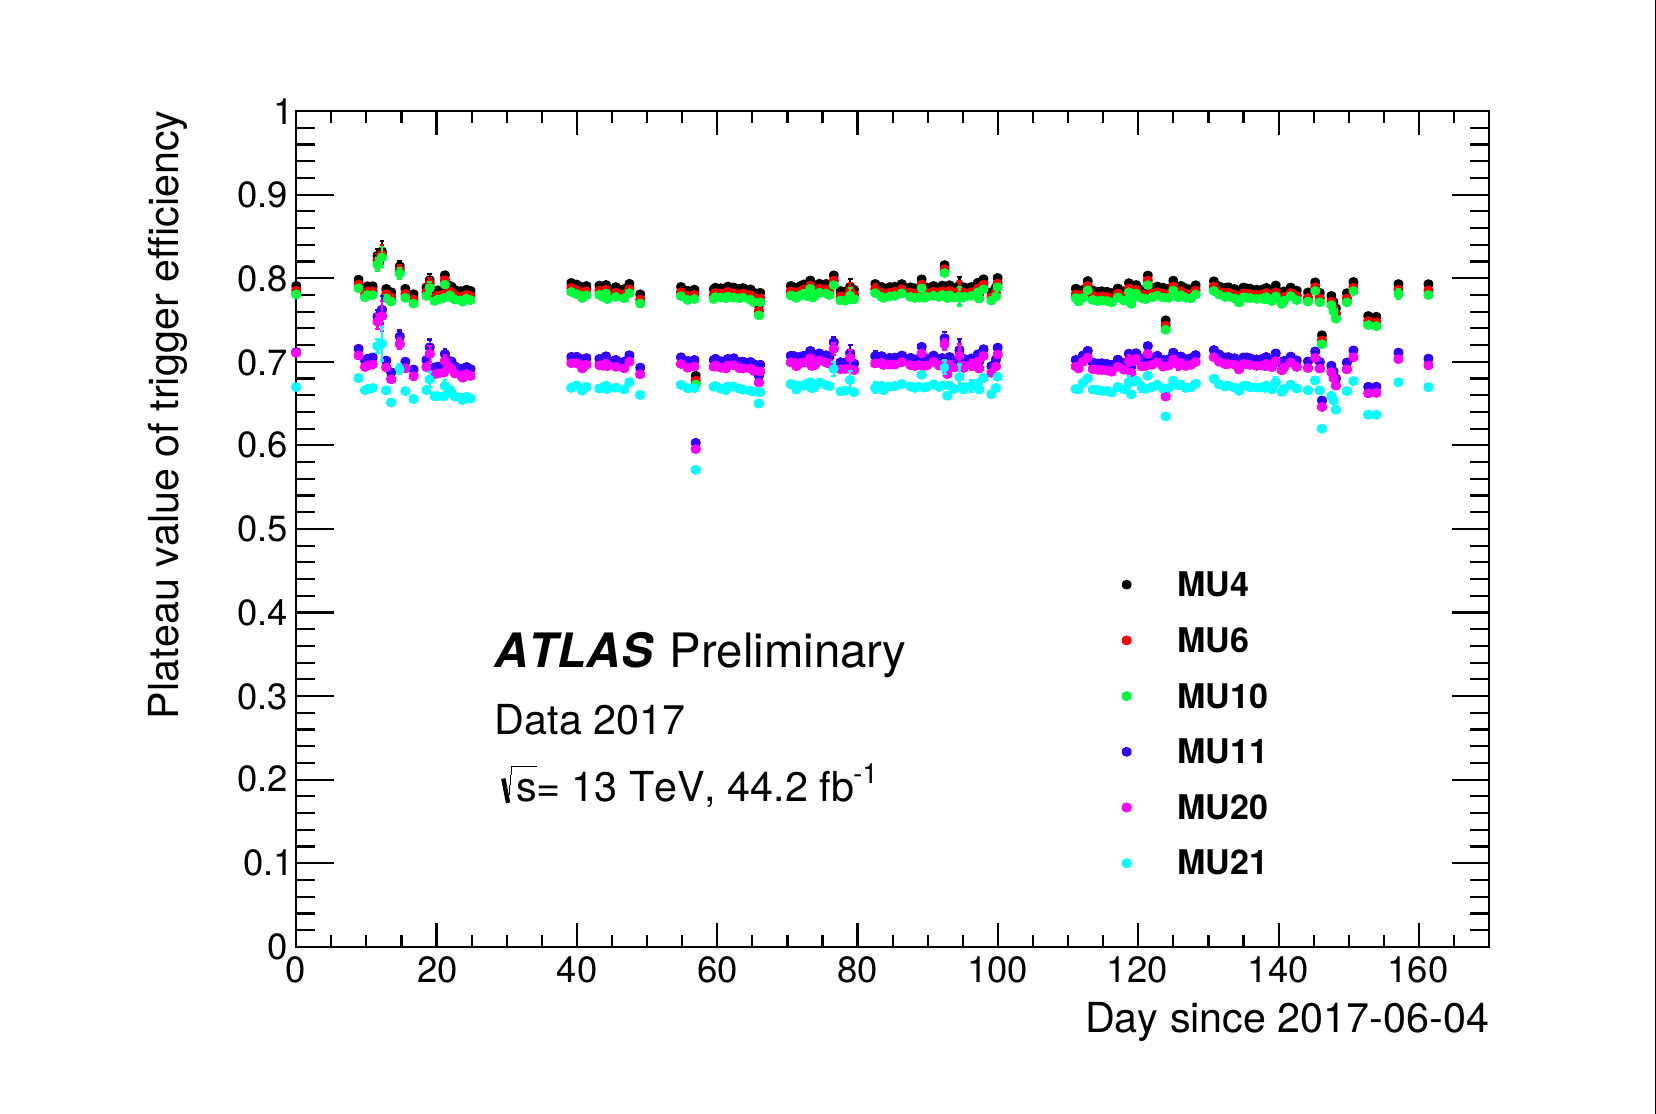 Plateau value of trigger efficiency
1
0.9
0.8
0.7
0.6
0.5
0.4
0.3
0.2
0.1
0
ATLAS Preliminary
Data 2017
√s= 13 TeV, 44.2 fb⁻¹
MU4
MU6
MU10
MU11
MU20
MU21
0 20 40 60 80 100 120 140 160
Day since 2017-06-04